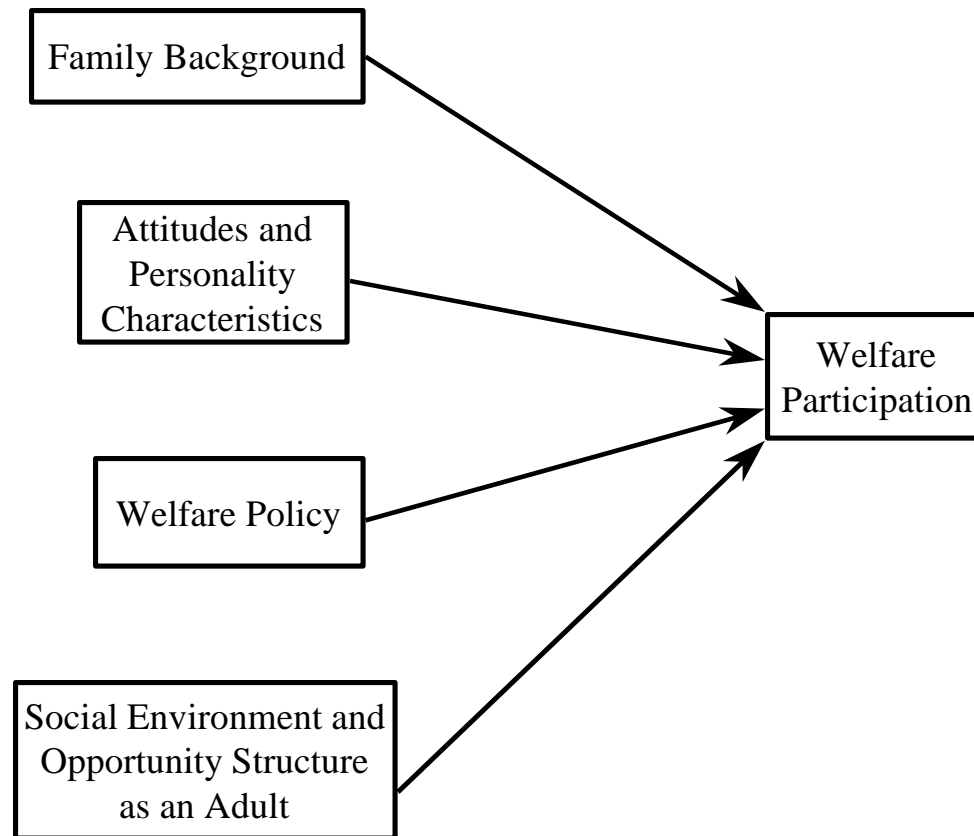 Family Background
Attitudes and
Personality
Characteristics
Welfare
Participation
Welfare Policy
Social Environment and
Opportunity Structure
as an Adult